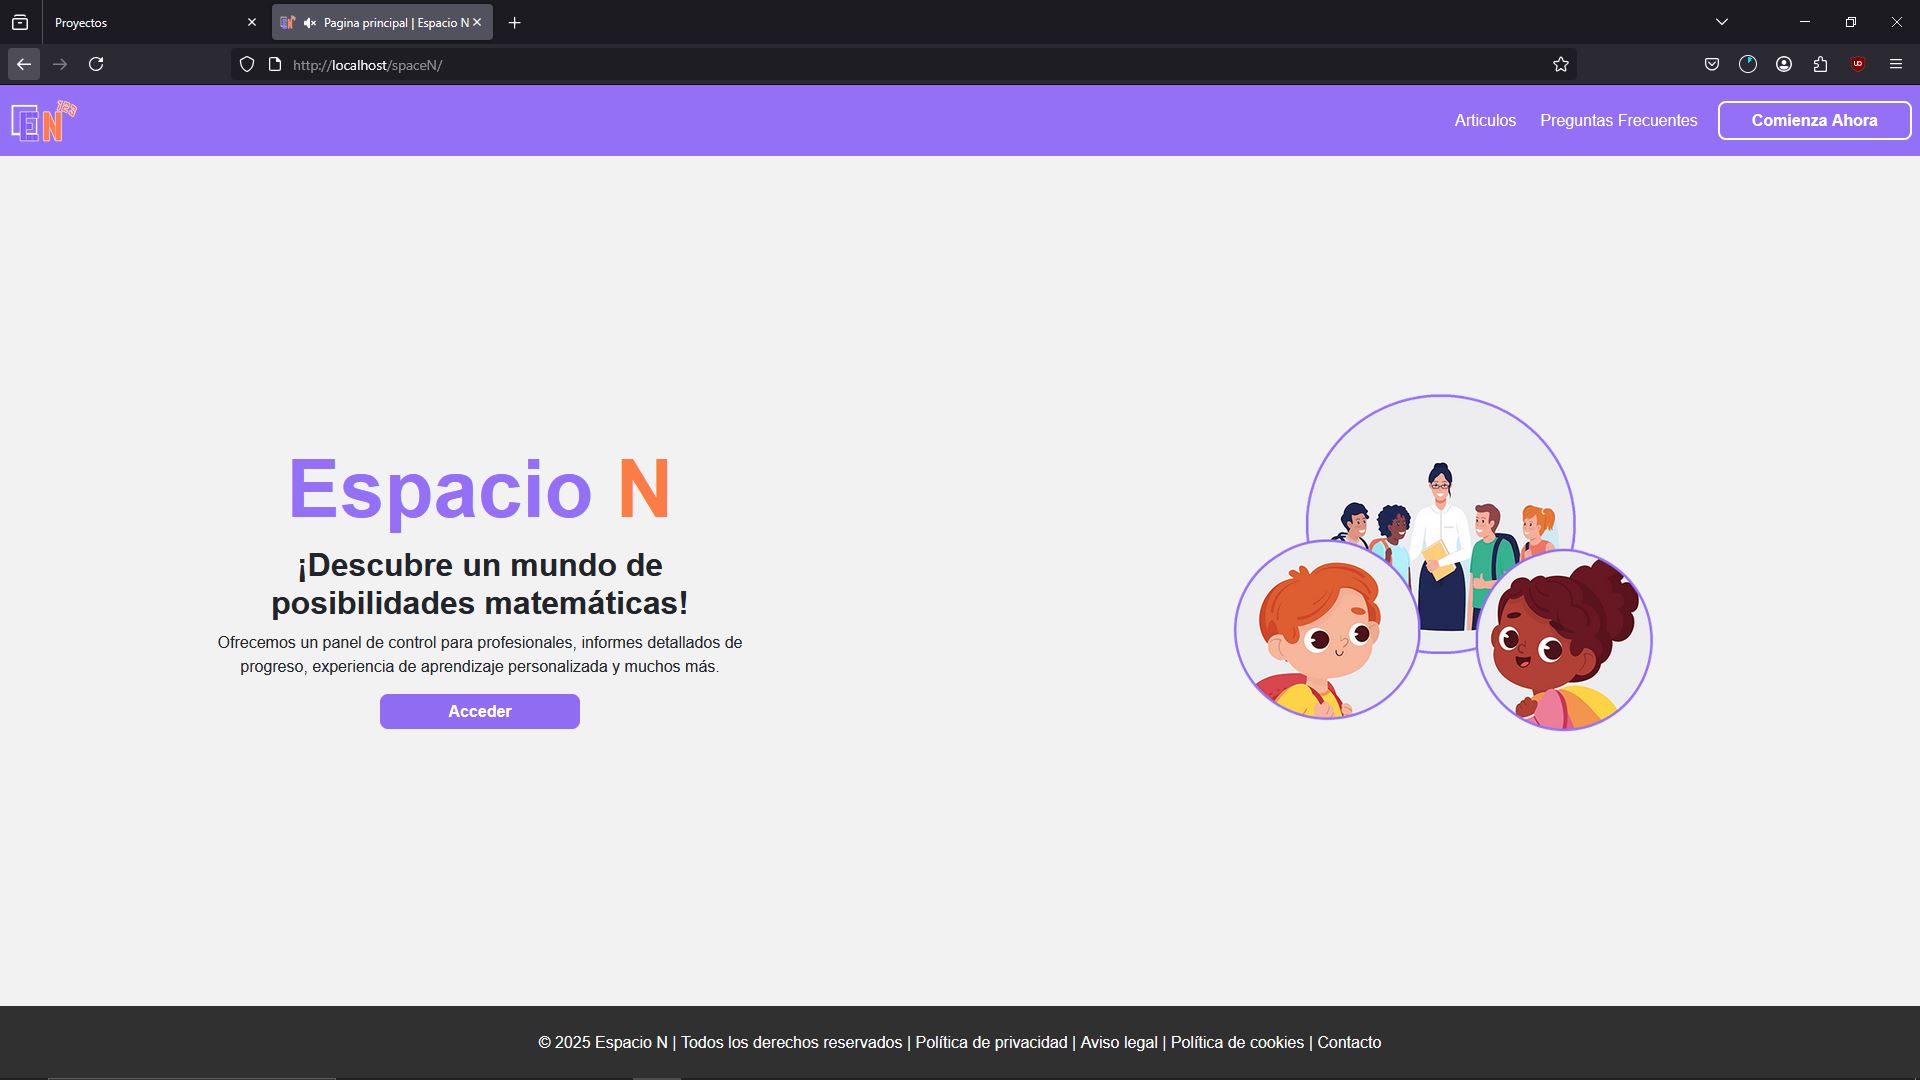 Proyectos
Pagina principal | Espacio N
http://localhost/spaceN/
EN 123
Articulos
Preguntas Frecuentes
Comienza Ahora
Espacio N
¡Descubre un mundo de
posibilidades matemáticas!
Ofrecemos un panel de control para profesionales, informes detallados de
progreso, experiencia de aprendizaje personalizada y muchos más.
Acceder
© 2025 Espacio N | Todos los derechos reservados | Política de privacidad | Aviso legal | Política de cookies | Contacto